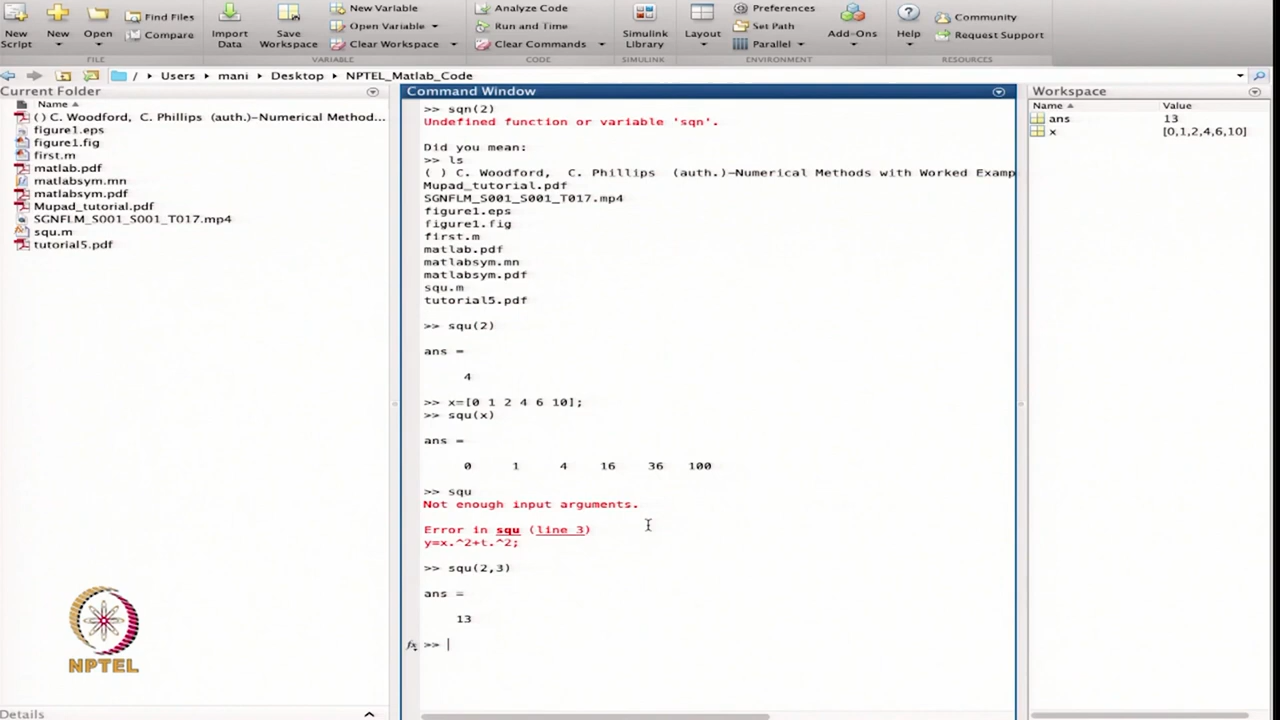 New Script
New
Open
Find Files
Compare
Import Data
Save Workspace
New Variable
Open Variable
Clear Workspace
Analyze Code
Run and Time
Clear Commands
Simulink Library
Layout
Preferences
Set Path
Parallel
Add-Ons
Help
Community
Request Support
FILE
VARIABLE
CODE
SIMULINK
ENVIRONMENT
RESOURCES
/ Users mani Desktop NPTEL_Matlab_Code
Current Folder
Name
( ) C. Woodford, C. Phillips (auth.)-Numerical Method...
figure1.eps
figure1.fig
first.m
matlab.pdf
matlabsym.mn
matlabsym.pdf
Mupad_tutorial.pdf
SGNFLM_S001_S001_T017.mp4
squ.m
tutorial5.pdf
NPTEL
Details
Command Window
>> sqn(2)
Undefined function or variable 'sqn'.
Did you mean:
>> ls
( ) C. Woodford, C. Phillips (auth.)-Numerical Methods with Worked Examp
Mupad_tutorial.pdf
SGNFLM_S001_S001_T017.mp4
figure1.eps
figure1.fig
first.m
matlab.pdf
matlabsym.mn
matlabsym.pdf
squ.m
tutorial5.pdf
>> squ(2)
ans =
4
>> x=[0 1 2 4 6 10];
>> squ(x)
ans =
0 1 4 16 36 100
>> squ
Not enough input arguments.
Error in squ (line 3)
y=x.^2+t.^2;
>> squ(2,3)
ans =
13
fx >>
Workspace
Name Value
ans 13
x [0,1,2,4,6,10]